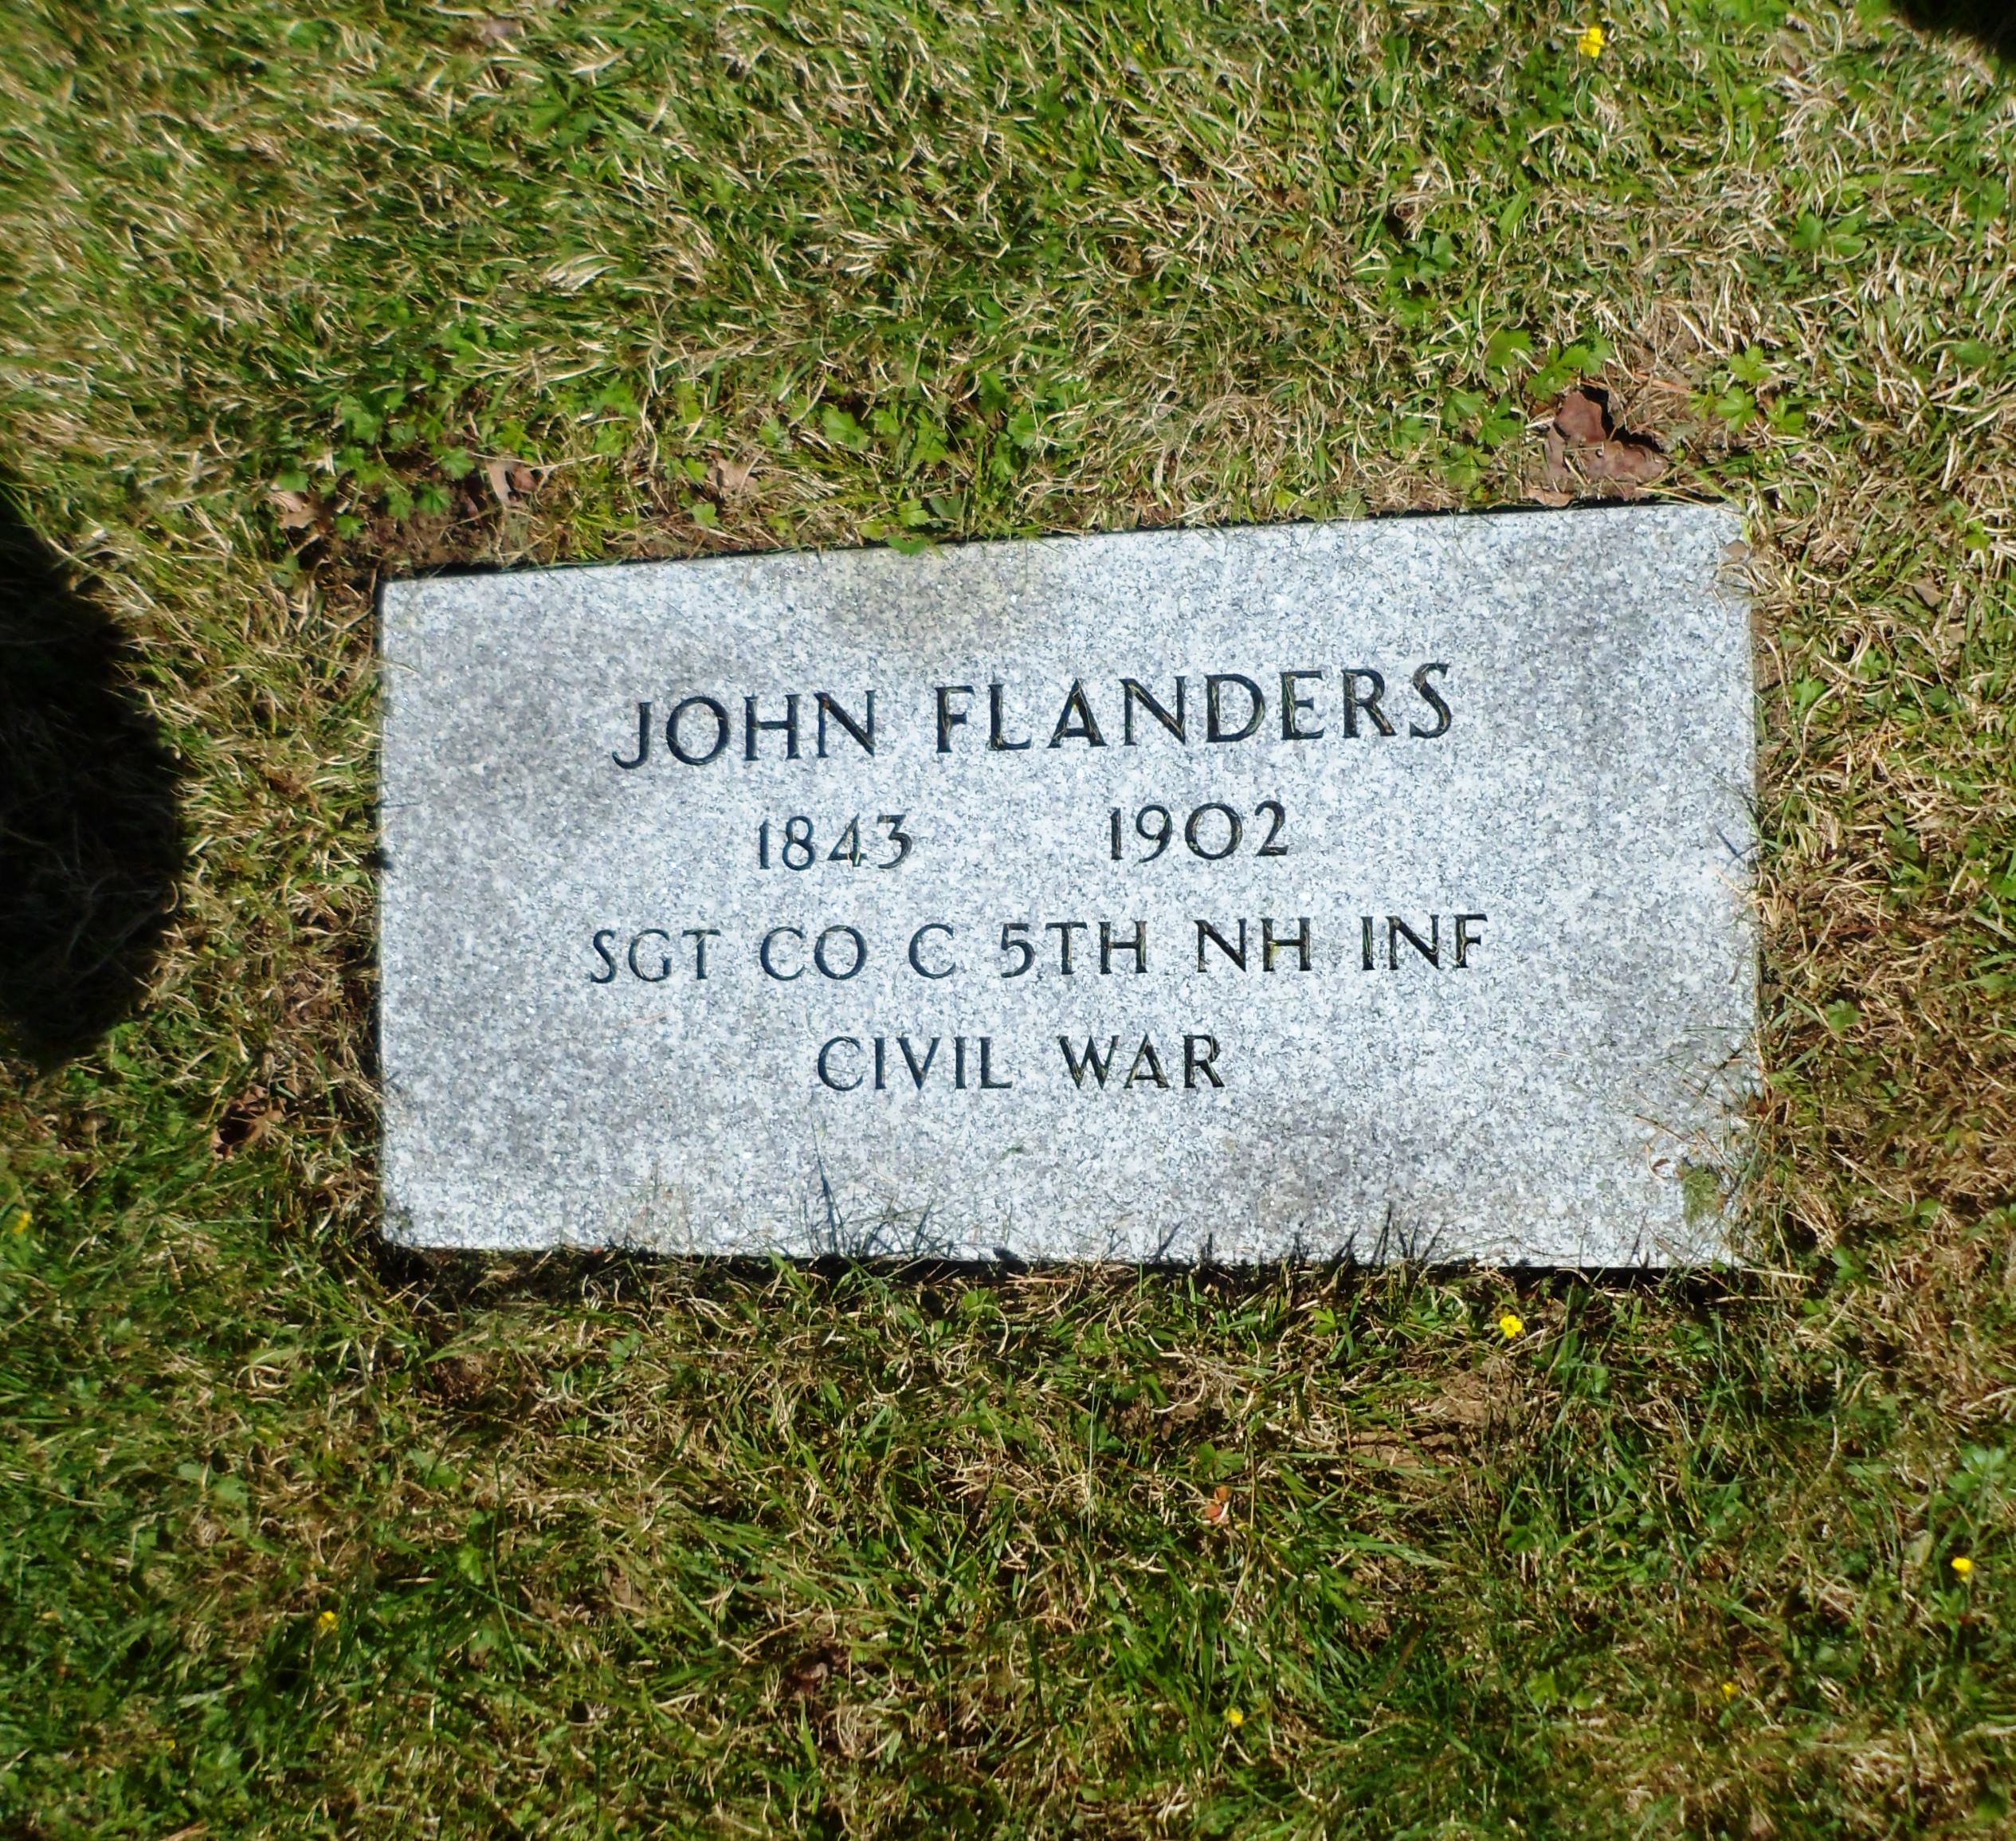 JOHN FLANDERS
1843 1902
SGT CO C 5TH NH INF
CIVIL WAR